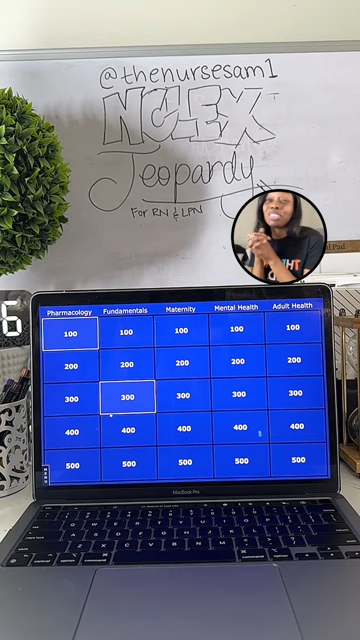 @thenursesam1
NCLEX
Jeopardy
For RN & LPN
6
Pharmacology Fundamentals Maternity Mental Health Adult Health
100 100 100 100 100
200 200 200 200 200
300 300 300 300 300
400 400 400 400 400
500 500 500 500 500
MacBook Pro